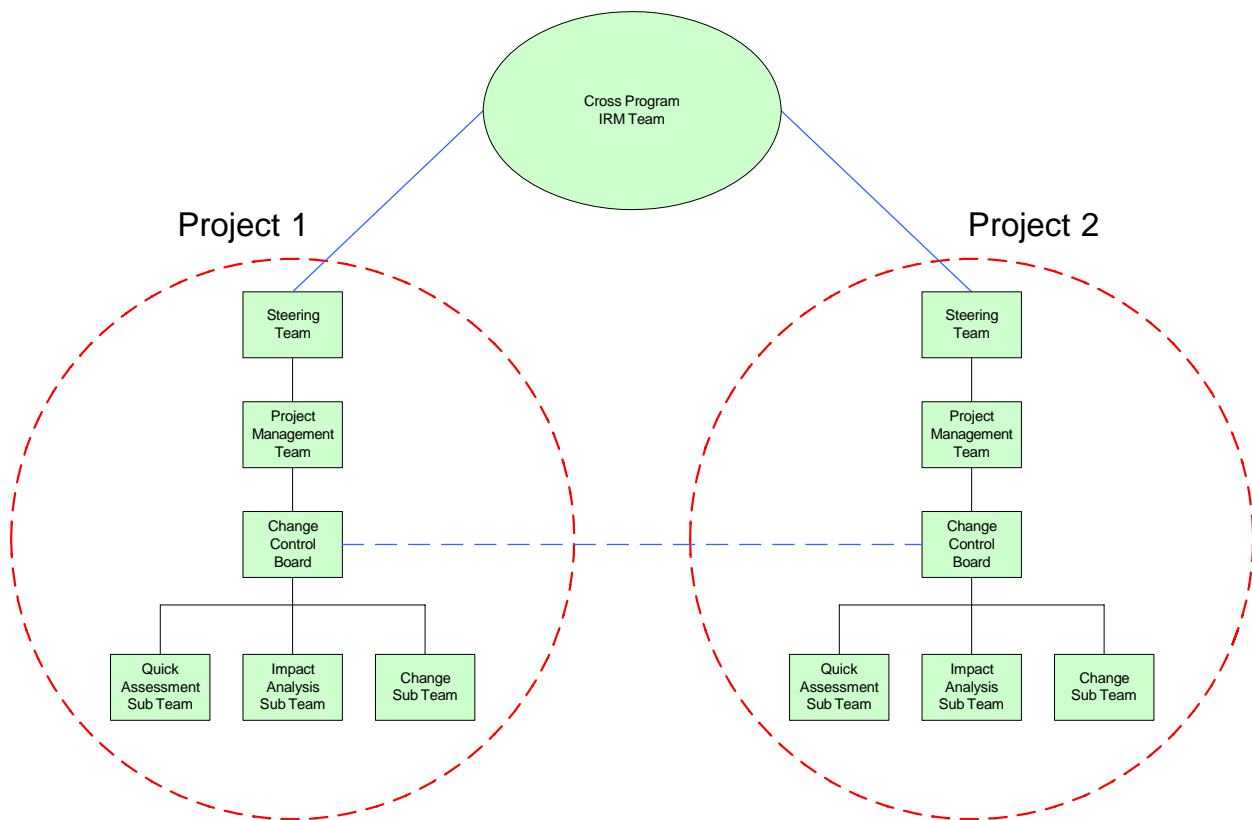 Cross Program
IRM Team
Project 1
Steering
Team
Project
Management
Team
Change
Control
Board
Quick
Assessment
Sub Team
Impact
Analysis
Sub Team
Change
Sub Team
Project 2
Steering
Team
Project
Management
Team
Change
Control
Board
Quick
Assessment
Sub Team
Impact
Analysis
Sub Team
Change
Sub Team